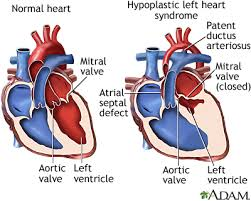 Normal heart
Hypoplastic left heart
syndrome
Patent
ductus
arteriosus
Mitral
valve
Mitral
valve
(closed)
Atrial
septal
defect
Aortic
valve
Left
ventricle
Aortic
valve
Left
ventricle
ADAM.